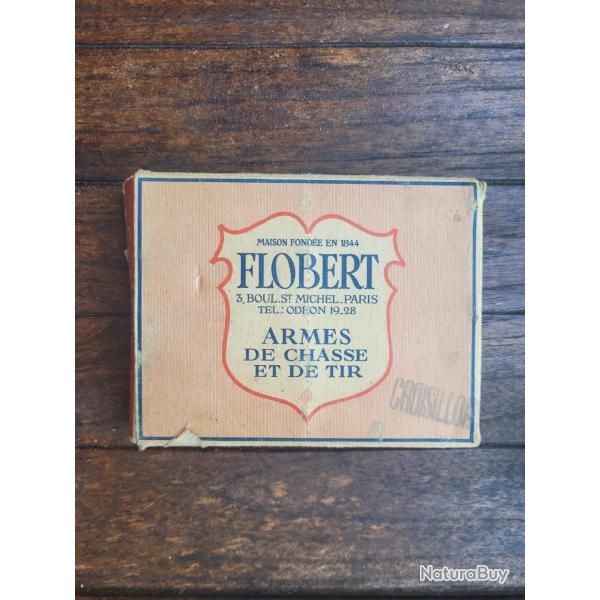 MAISON FONDÉE EN 1844
FLOBERT
3, BOUL. ST MICHEL_PARIS
TEL.: ODÉON 19_28
ARMES
DE CHASSE
ET DE TIR
NaturaBuy